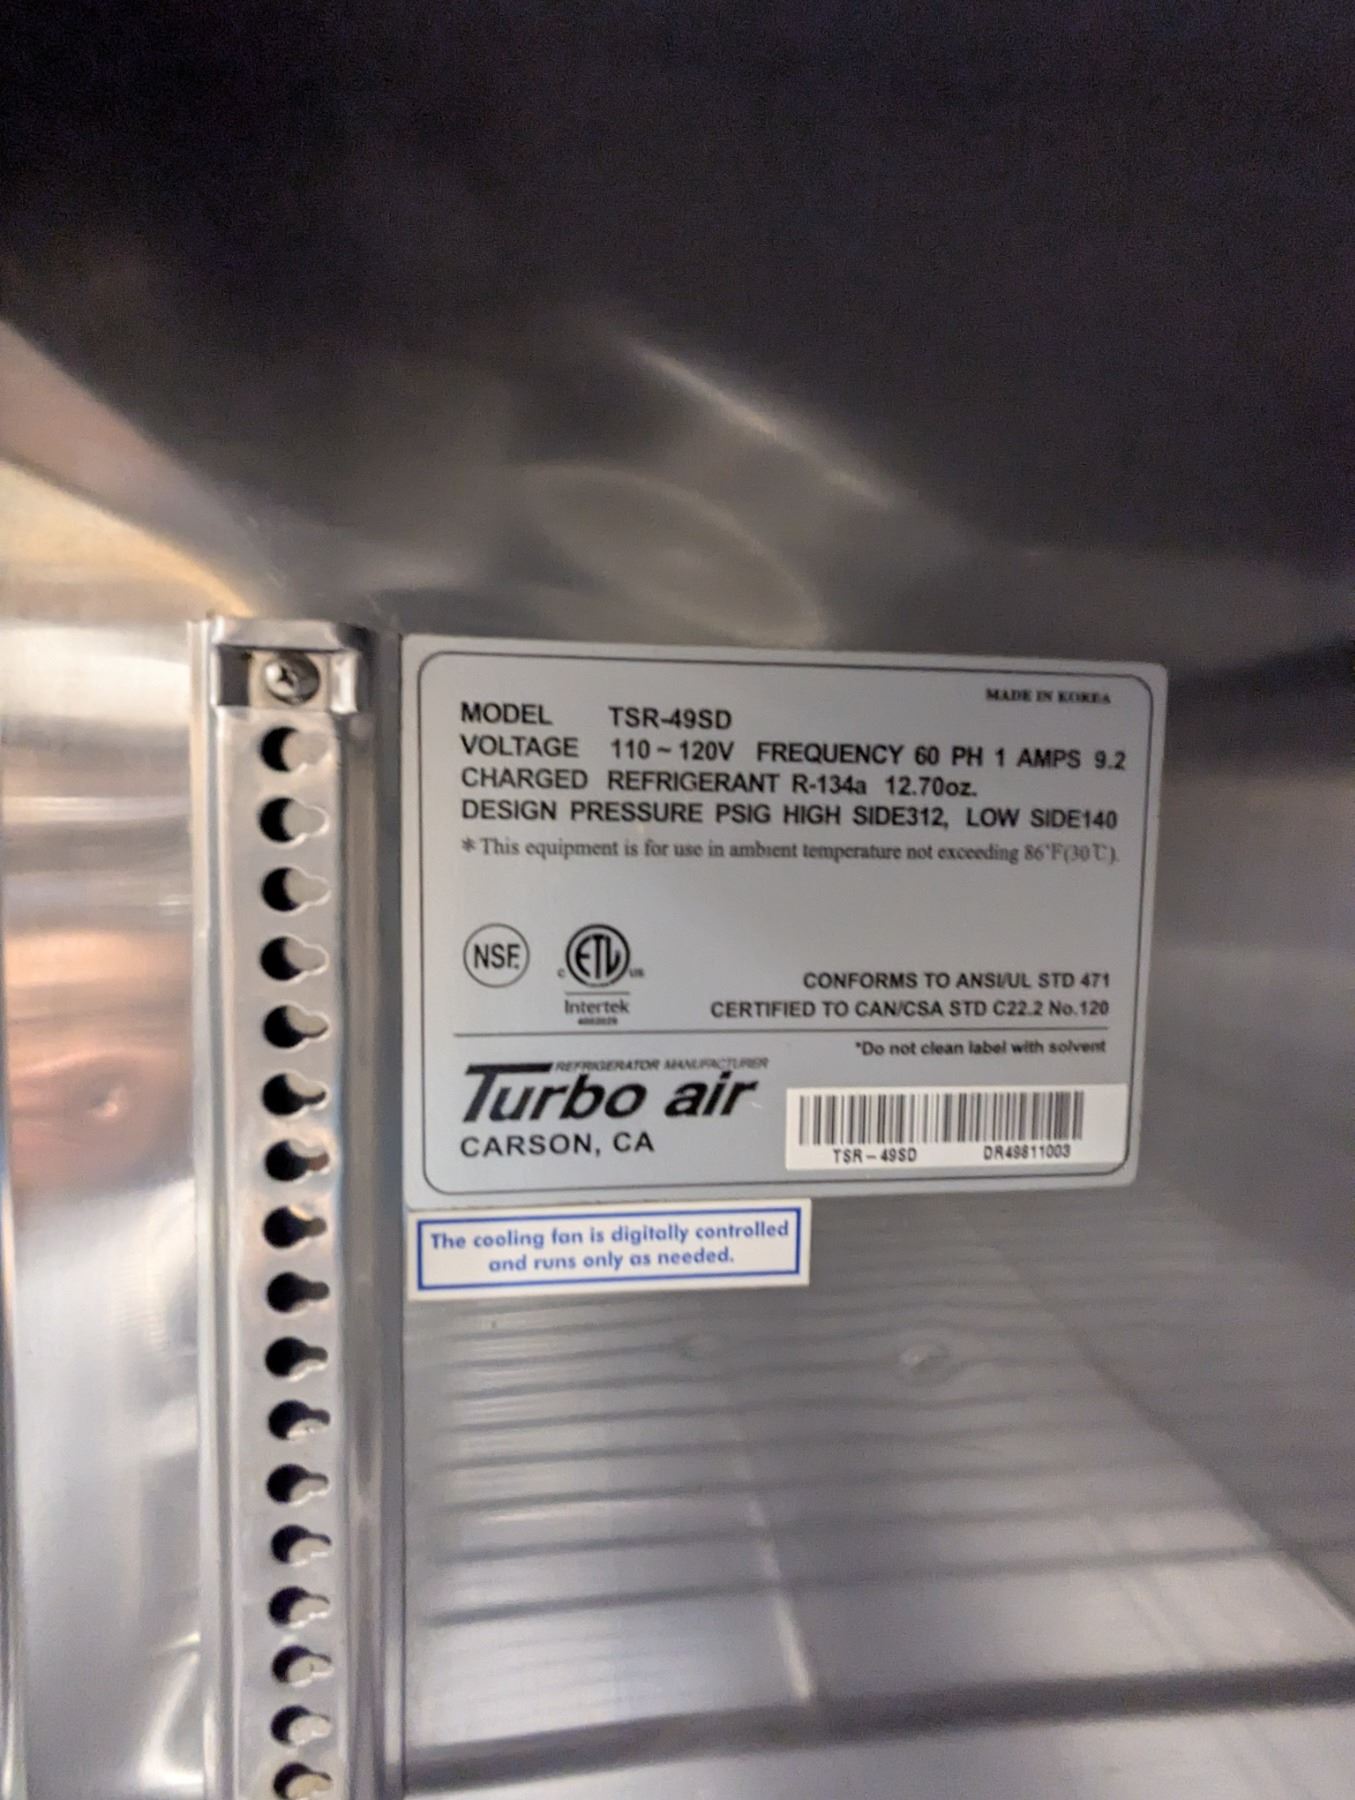 MADE IN KOREA
MODEL TSR-49SD
VOLTAGE 110 ~ 120V FREQUENCY 60 PH 1 AMPS 9.2
CHARGED REFRIGERANT R-134a 12.70oz.
DESIGN PRESSURE PSIG HIGH SIDE312, LOW SIDE140
* This equipment is for use in ambient temperature not exceeding 86°F(30℃).
NSF.
C ETL US
Intertek
CONFORMS TO ANSI/UL STD 471
CERTIFIED TO CAN/CSA STD C22.2 No.120
*Do not clean label with solvent
REFRIGERATOR MANUFACTURER
Turbo air
CARSON, CA
TSR-49SD DR49811003
The cooling fan is digitally controlled
and runs only as needed.